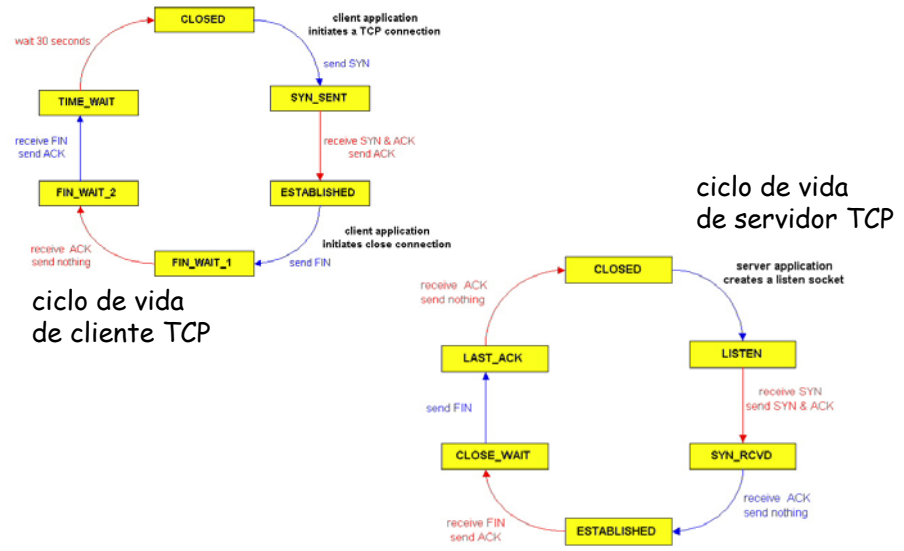 CLOSED
client application
initiates a TCP connection
wait 30 seconds
send SYN
TIME_WAIT
SYN_SENT
receive FIN
send ACK
receive SYN & ACK
send ACK
FIN_WAIT_2
ESTABLISHED
client application
initiates close connection
receive ACK
send nothing
FIN_WAIT_1
send FIN
ciclo de vida
de cliente TCP
ciclo de vida
de servidor TCP
CLOSED
server application
creates a listen socket
receive ACK
send nothing
LAST_ACK
LISTEN
send FIN
receive SYN
send SYN & ACK
CLOSE_WAIT
SYN_RCVD
receive FIN
send ACK
ESTABLISHED
receive ACK
send nothing